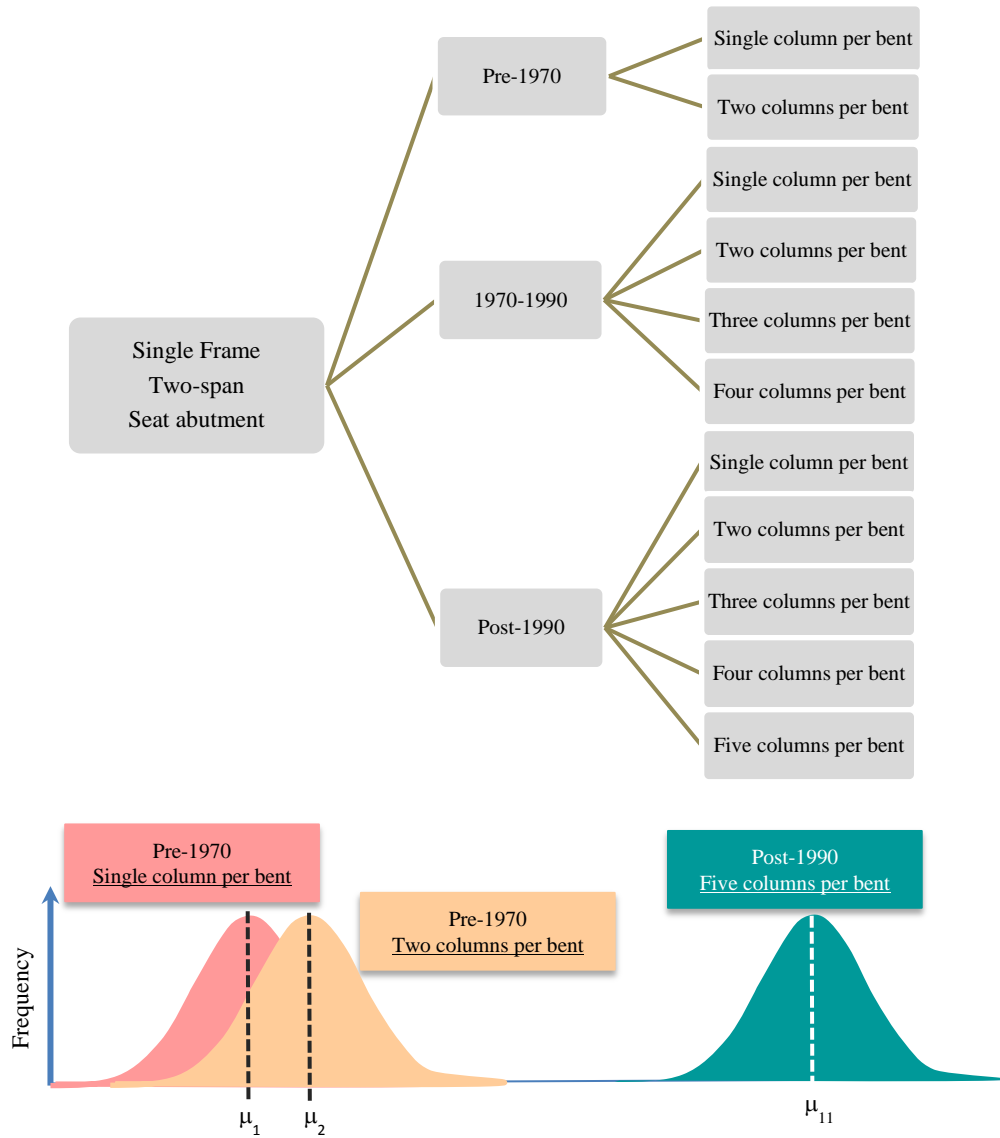 Single Frame
Two-span
Seat abutment
Pre-1970
Single column per bent
Two columns per bent
1970-1990
Single column per bent
Two columns per bent
Three columns per bent
Four columns per bent
Post-1990
Single column per bent
Two columns per bent
Three columns per bent
Four columns per bent
Five columns per bent
Pre-1970
Single column per bent
Pre-1970
Two columns per bent
Post-1990
Five columns per bent
Frequency
μ1
μ2
μ11